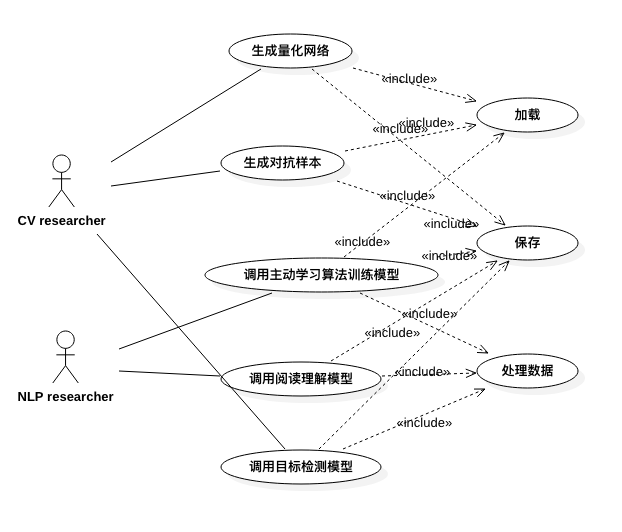 生成量化网络
«include»
加载
«include»
«include»
生成对抗样本
«include»
CV researcher
«include»
«include»
保存
«include»
调用主动学习算法训练模型
«include»
NLP researcher
«include»
调用阅读理解模型
«include»
处理数据
«include»
调用目标检测模型